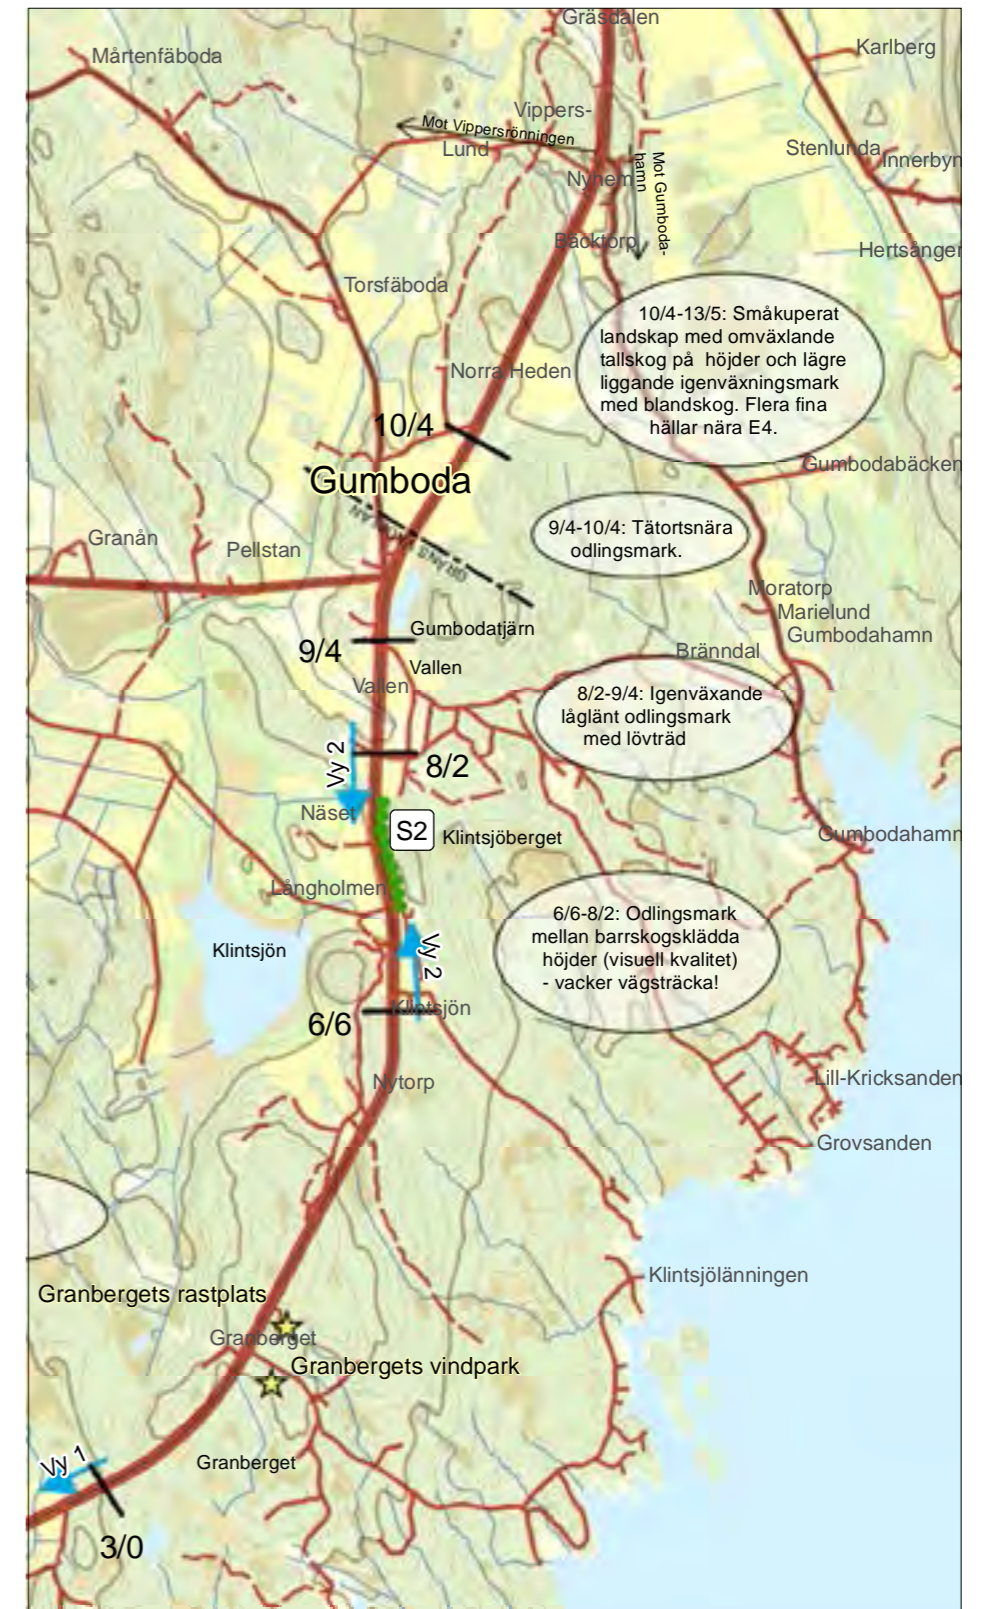 Gräsdalen
Mårtenfäboda
Karlberg
Vippers-
Mot Vippersrönningen
Lund
Stenlunda
Innerbyn
Nyhem
Mot Gumboda-
hamn
Bäcktorp
Hertsånger
Torsfäboda
10/4-13/5: Småkuperat
landskap med omväxlande
tallskog på höjder och lägre
liggande igenväxningsmark
med blandskog. Flera fina
hällar nära E4.
Norra Heden
10/4
Gumboda
Gumbodabäcken
9/4-10/4: Tätortsnära
odlingsmark.
Granån
Pellstan
Moratorp
Marielund
Gumbodahamn
Gumbodatjärn
9/4
Bränndal
Vallen
Vallen
8/2-9/4: Igenväxande
låglänt odlingsmark
med lövträd
Vy 2
8/2
Näset
S2
Klintsjöberget
Gumbodahamn
Långholmen
6/6-8/2: Odlingsmark
mellan barrskogsklädda
höjder (visuell kvalitet)
- vacker vägsträcka!
Klintsjön
Vy 2
Klintsjön
6/6
Nytorp
Lill-Kricksanden
Grovsanden
Klintsjölänningen
Granbergets rastplats
Granberget
Granbergets vindpark
Vy 1
Granberget
3/0